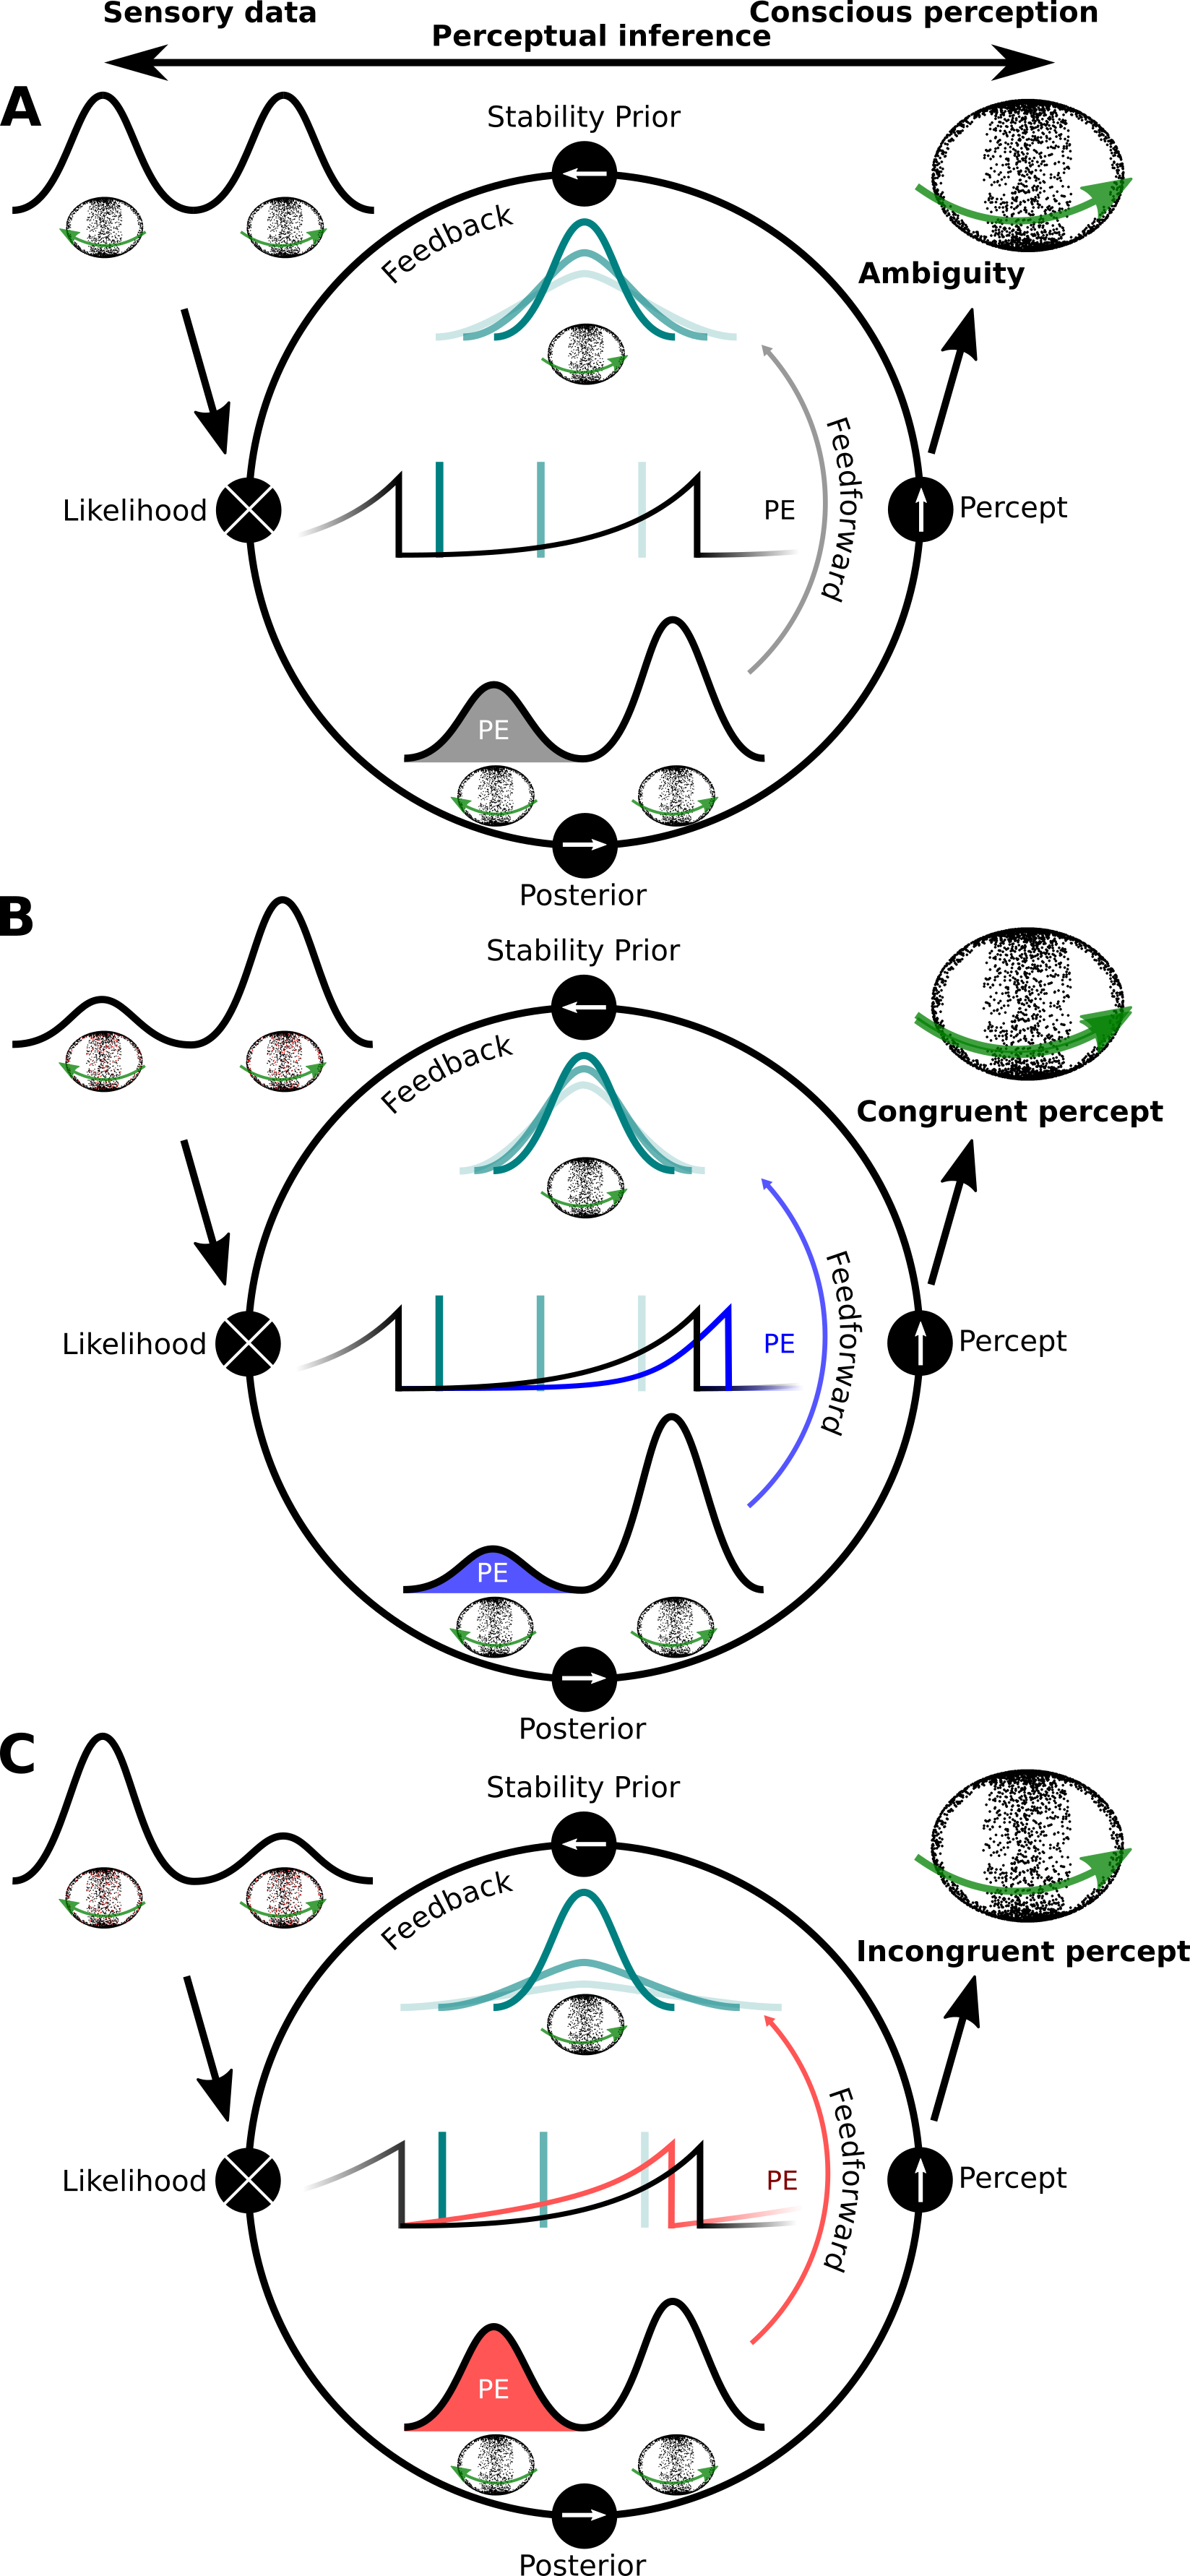 Sensory data
Conscious perception
Perceptual inference
A
Stability Prior
Feedback
Ambiguity
Feedforward
Likelihood
PE
Percept
PE
Posterior
B
Stability Prior
Feedback
Congruent percept
Feedforward
Likelihood
PE
Percept
PE
Posterior
C
Stability Prior
Feedback
Incongruent percept
Feedforward
Likelihood
PE
Percept
PE
Posterior